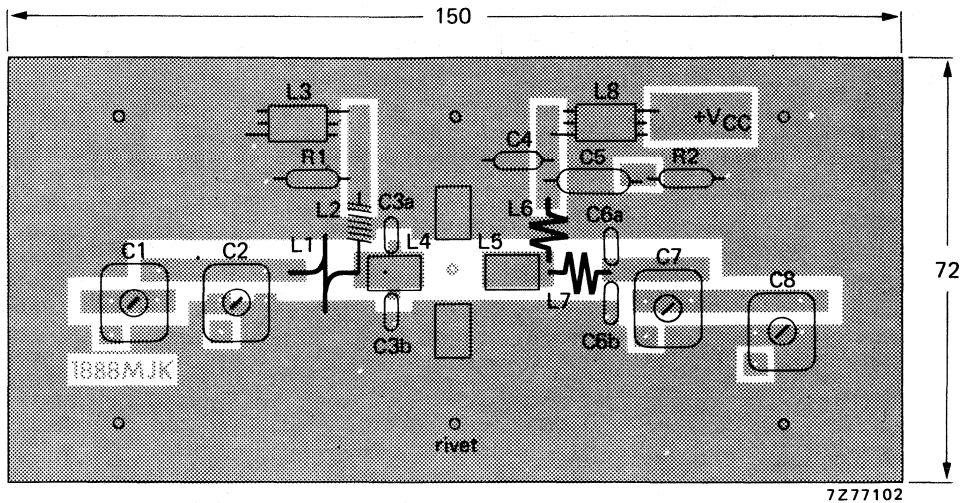 150
L3
L8
+VCC
C4
R1
C5
R2
L2
C3a
L6
C6a
C1
C2
L1
L4
L5
C7
72
C8
L7
C3b
C6b
1888MJK
rivet
7Z77102